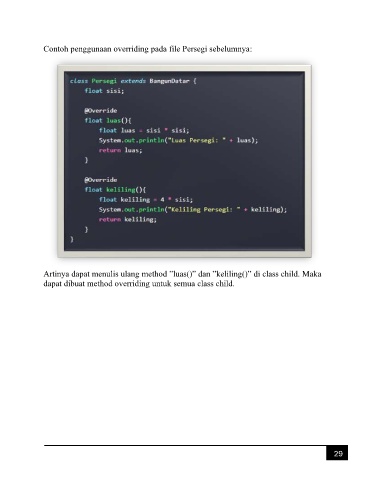 Contoh penggunaan overriding pada file Persegi sebelumnya:
class Persegi extends BangunDatar {
float sisi;
@Override
float luas(){
float luas = sisi * sisi;
System.out.println("Luas Persegi: " + luas);
return luas;
}
@Override
float keliling(){
float keliling = 4 * sisi;
System.out.println("Keliling Persegi: " + keliling);
return keliling;
}
}
Artinya dapat menulis ulang method ”luas()” dan ”keliling()” di class child. Maka
dapat dibuat method overriding untuk semua class child.
29